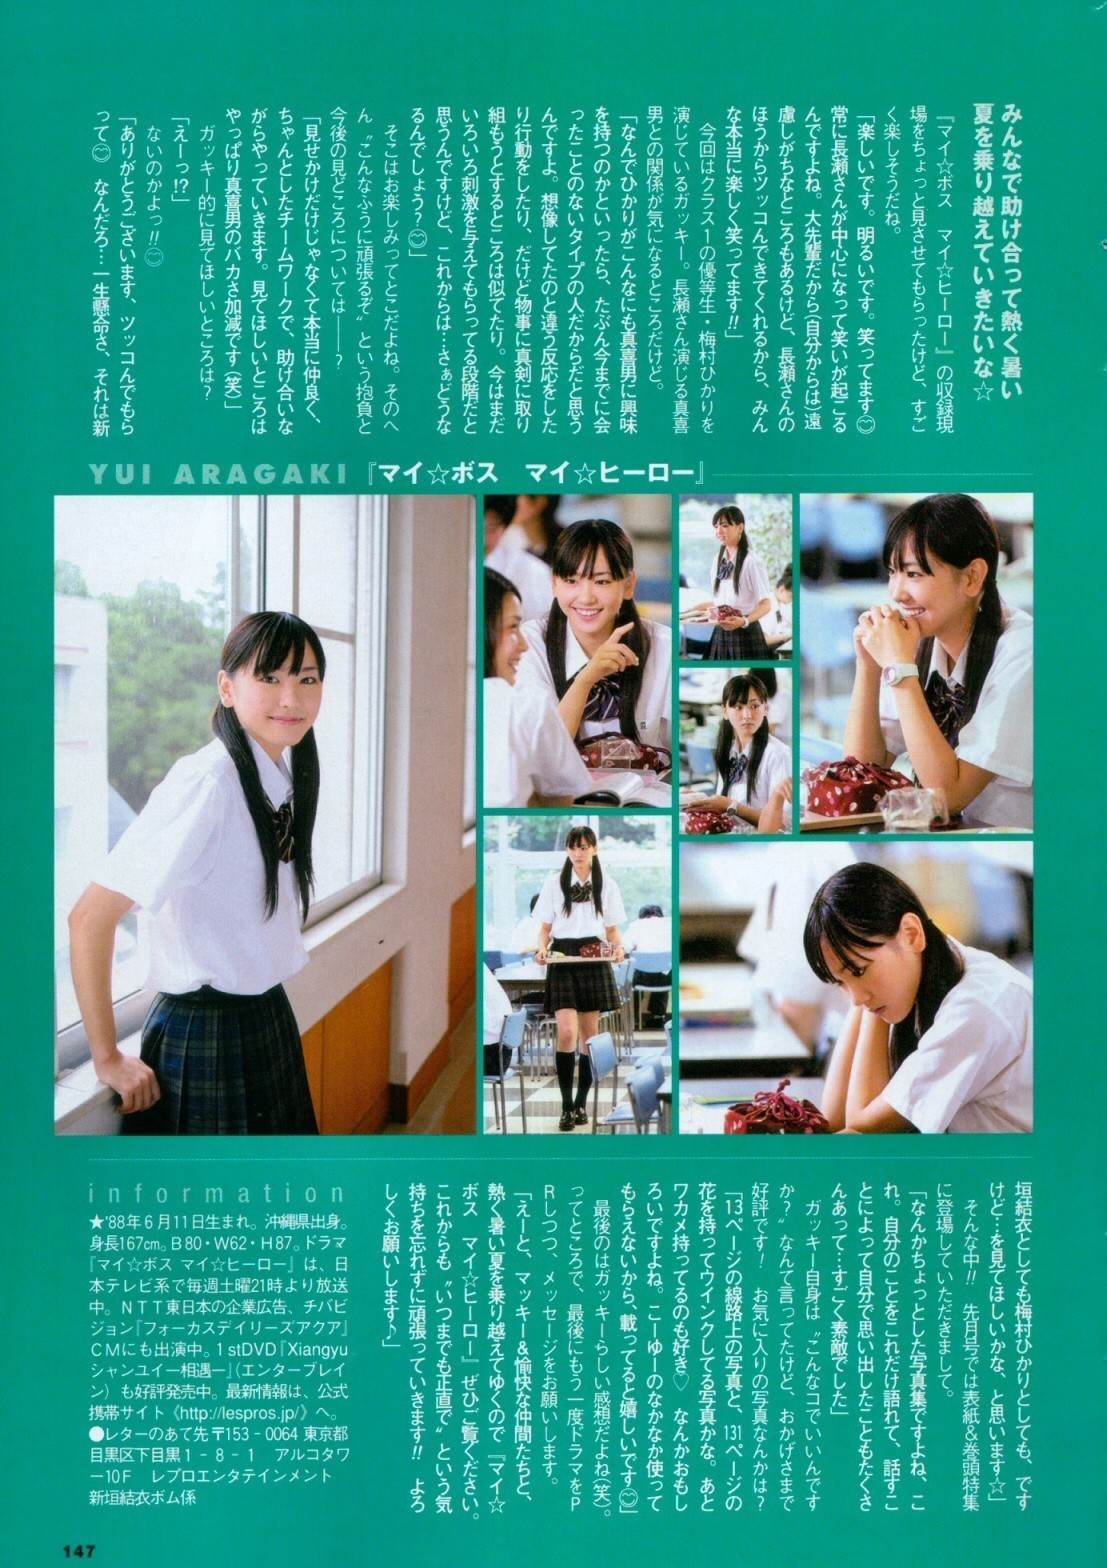 みんなで助け合って熱く暑い
夏を乗り越えていきたいな☆
『マイ☆ボス　マイ☆ヒーロー』の収録現
場をちょっと見させてもらったけど、すご
く楽しそうだね。
「楽しいです。明るいです。笑ってます♡
常に長瀬さんが中心になって笑いが起こる
んですよね。大先輩だから自分からは(遠
慮しがちなところもあるけど、長瀬さんの
ほうからツッコんできてくれるから、みん
な本当に楽しく笑ってます!!」
今回はクラス一の優等生・梅村ひかりを
演じているガッキー。長瀬さん演じる真喜
男との関係が気になるところだけど。
「なんでひかりがこんなにも真喜男に興味
を持つのかといったら、たぶん今までに会
ったことのないタイプの人だからだと思う
んですよ。想像してたのと違う反応をした
り行動をしたり、だけど物事に真剣に取り
組もうとするところは似てたり。今はまだ
いろいろ刺激を与えてもらってる段階だと
思うんですけど、これからは…さぁどうな
るんでしょう?♡」
そこはお楽しみってとこだよね。そのへ
ん〝こんなふうに頑張るぞ〟という抱負と
今後の見どころについては――?
「見せかけだけじゃなくて本当に仲良く、
ちゃんとしたチームワークで、助け合いな
がらやっていきます。見てほしいところは
やっぱり真喜男のバカさ加減です(笑)」
ガッキー的に見てほしいところは?
「えーっ!?」
ないのかよっ!!♡
「ありがとうございます、ツッコんでもら
って♡　なんだろ…一生懸命さ、それは新
YUI ARAGAKI『マイ☆ボス　マイ☆ヒーロー』
垣結衣としても梅村ひかりとしても、です
けど…を見てほしいかな、と思います☆」
そんな中!!　先月号では表紙&巻頭特集
に登場していただきまして。
「なんかちょっとした写真集ですよね、こ
れ。自分のことをこれだけ語れて、話すこ
とによって自分で思い出したこともたくさ
んあって…すごく素敵でした」
ガッキー自身は〝こんなコでいいんです
か?〟なんて言ってたけど、おかげさまで
好評です!　お気に入りの写真なんかは?
「13ページの線路上の写真と、131ページの
花を持ってウインクしてる写真かな。あと
ワカメ持ってるのも好き♡　なんかおもし
ろいですよね。こーゆーのなかなか使って
もらえないから、載ってると嬉しいです♡」
最後のはガッキーらしい感想だよね(笑)。
ってところで、最後にもう一度ドラマをP
Rしつつ、メッセージをお願いします。
「えーと、マッキー&愉快な仲間たちと、
熱く暑い夏を乗り越えてゆくので『マイ☆
ボス　マイ☆ヒーロー』ぜひご覧ください。
これからも〝いつまでも正直で〟という気
持ちを忘れずに頑張っていきます!!　よろ
しくお願いします♪」
information
★'88年6月11日生まれ。沖縄県出身。
身長167cm。B80・W62・H87。ドラマ
『マイ☆ボス マイ☆ヒーロー』は、日
本テレビ系で毎週土曜21時より放送
中。NTT東日本の企業広告、チバビ
ジョン『フォーカスデイリーズアクア』
CMにも出演中。1stDVD『Xiangyu
シャンユイー相遇ー』(エンターブレイ
ン)も好評発売中。最新情報は、公式
携帯サイト《http://lespros.jp/》へ。
●レターのあて先〒153-0064 東京都
目黒区下目黒1-8-1　アルコタワ
ー10F　レプロエンタテインメント
新垣結衣ボム係
147